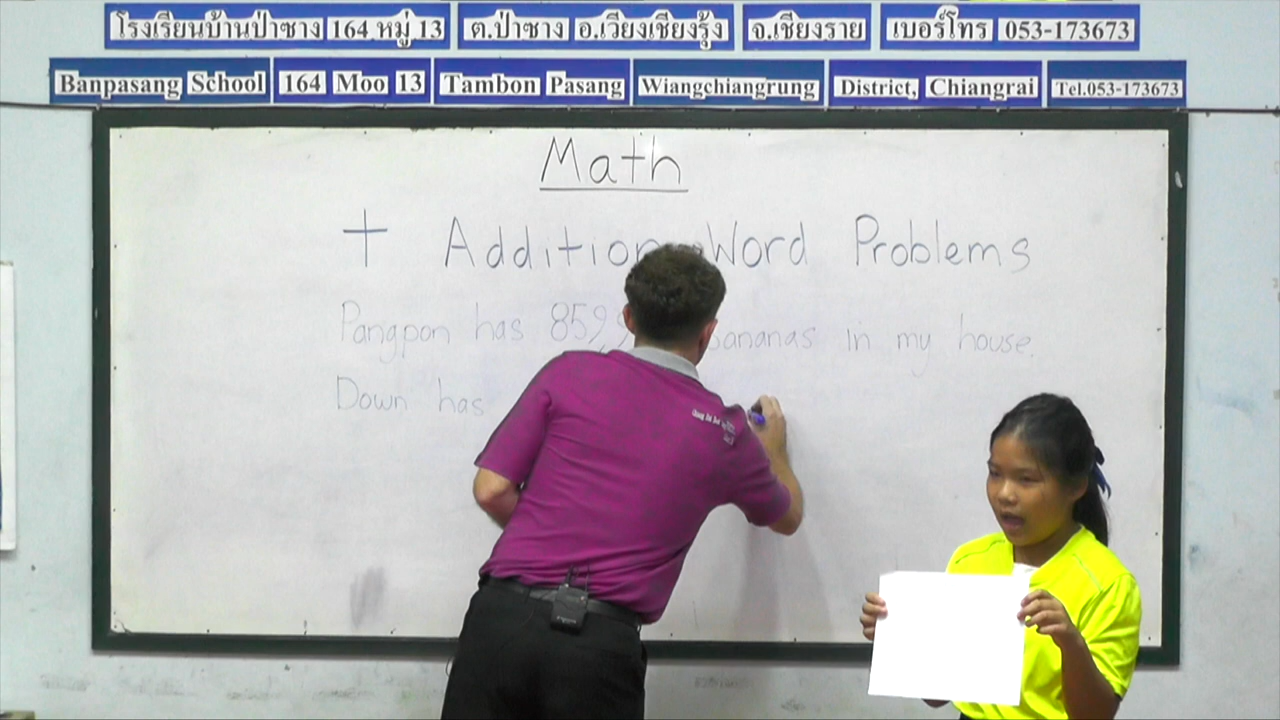 โรงเรียนบ้านป่าซาง 164 หมู่ 13 ต.ป่าซาง อ.เวียงเชียงรุ้ง จ.เชียงราย เบอร์โทร 053-173673
Banpasang School 164 Moo 13 Tambon Pasang Wiangchiangrung District, Chiangrai Tel.053-173673
Math
+ Addition Word Problems
Pangpon has bananas in my house.
Down has